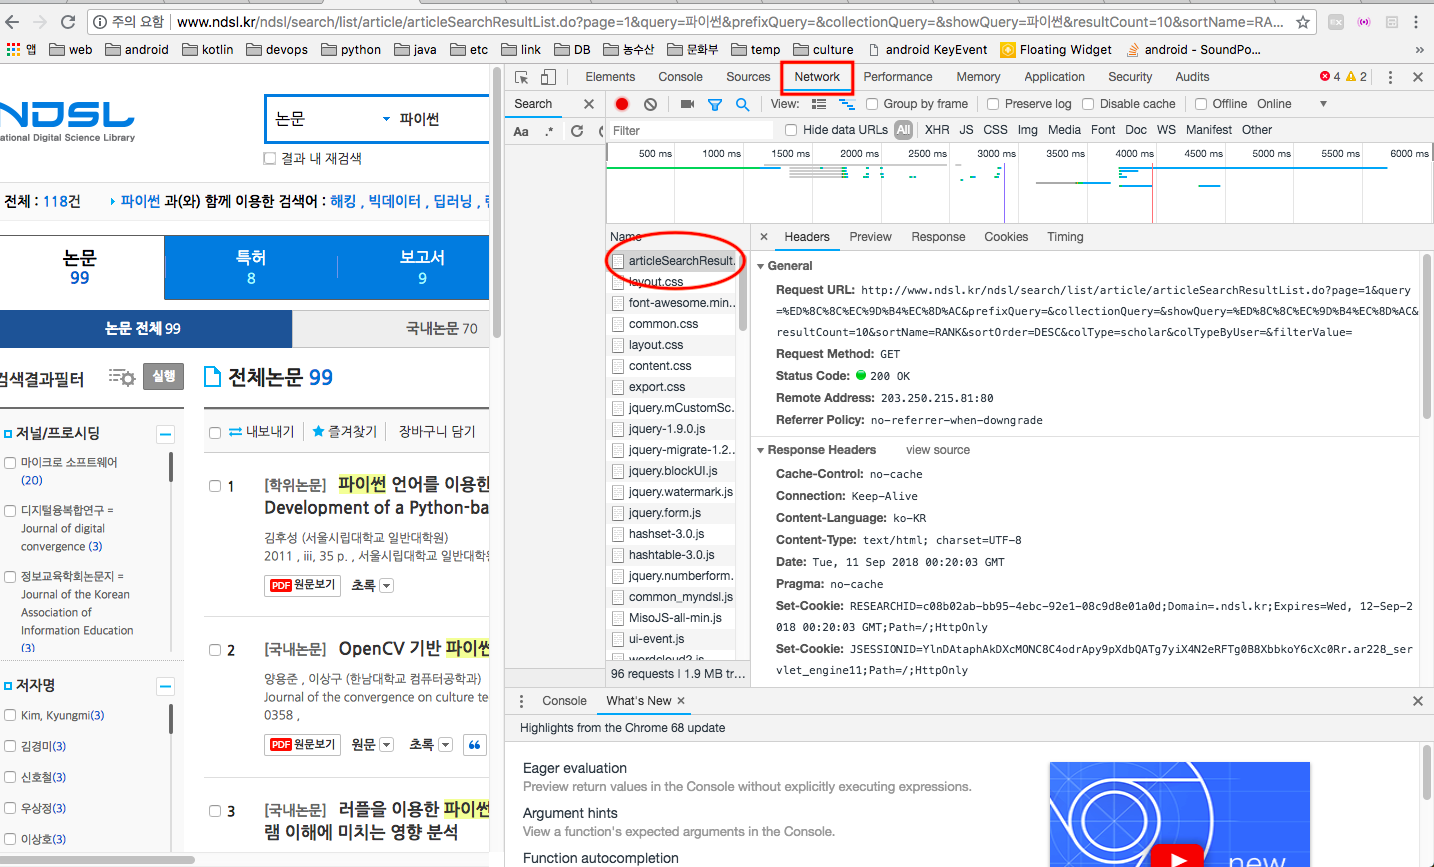 주의 요함 | www.ndsl.kr/ndsl/search/list/article/articleSearchResultList.do?page=1&query=파이썬&prefixQuery=&collectionQuery=&showQuery=파이썬&resultCount=10&sortName=RA...
앱 web android kotlin devops python java etc link DB 농수산 문화부 temp culture android KeyEvent Floating Widget android - SoundPo... »
NDSL
ational Digital Science Library
논문 파이썬
결과 내 재검색
전체 : 118건 파이썬 과(와) 함께 이용한 검색어 : 해킹 , 빅데이터 , 딥러닝 ,
논문
99
특허
8
보고서
9
논문 전체 99 국내논문 70
검색결과필터 실행
전체논문 99
내보내기 즐겨찾기 장바구니 담기
저널/프로시딩
마이크로 소프트웨어
(20)
디지털융복합연구 =
Journal of digital
convergence (3)
정보교육학회논문지 =
Journal of the Korean
Association of
Information Education
(3)
저자명
Kim, Kyungmi(3)
김경미(3)
신호철(3)
우상정(3)
이상호(3)
1 [학위논문] 파이썬 언어를 이용한
Development of a Python-ba
김후성 (서울시립대학교 일반대학원)
2011 , iii, 35 p. , 서울시립대학교 일반대학원
PDF 원문보기 초록
2 [국내논문] OpenCV 기반 파이썬
양용준 , 이상구 (한남대학교 컴퓨터공학과)
Journal of the convergence on culture te
0358 ,
PDF 원문보기 원문 초록
3 [국내논문] 러플을 이용한 파이썬
램 이해에 미치는 영향 분석
Elements Console Sources Network Performance Memory Application Security Audits 4 2
Search
Aa .*
View: Group by frame Preserve log Disable cache Offline Online
Filter Hide data URLs All XHR JS CSS Img Media Font Doc WS Manifest Other
500 ms 1000 ms 1500 ms 2000 ms 2500 ms 3000 ms 3500 ms 4000 ms 4500 ms 5000 ms 5500 ms 6000 ms
Name
articleSearchResult.
layout.css
font-awesome.min..
common.css
layout.css
content.css
export.css
jquery.mCustomSc.
jquery-1.9.0.js
jquery-migrate-1.2..
jquery.blockUI.js
jquery.watermark.js
jquery.form.js
hashset-3.0.js
hashtable-3.0.js
jquery.numberform.
common_myndsl.js
MisoJS-all-min.js
ui-event.js
wordcloud2.js
96 requests | 1.9 MB tr...
Headers Preview Response Cookies Timing
General
Request URL: http://www.ndsl.kr/ndsl/search/list/article/articleSearchResultList.do?page=1&query
=%ED%8C%8C%EC%9D%B4%EC%8D%AC&prefixQuery=&collectionQuery=&showQuery=%ED%8C%8C%EC%9D%B4%EC%8D%AC&
resultCount=10&sortName=RANK&sortOrder=DESC&colType=scholar&colTypeByUser=&filterValue=
Request Method: GET
Status Code: 200 OK
Remote Address: 203.250.215.81:80
Referrer Policy: no-referrer-when-downgrade
Response Headers view source
Cache-Control: no-cache
Connection: Keep-Alive
Content-Language: ko-KR
Content-Type: text/html; charset=UTF-8
Date: Tue, 11 Sep 2018 00:20:03 GMT
Pragma: no-cache
Set-Cookie: RESEARCHID=c08b02ab-bb95-4ebc-92e1-08c9d8e01a0d;Domain=.ndsl.kr;Expires=Wed, 12-Sep-2
018 00:20:03 GMT;Path=/;HttpOnly
Set-Cookie: JSESSIONID=YlnDAtaphAkDXcMONC8C4odrApy9pXdbQATg7yiX4N2eRFTg0B8XbbkoY6cXc0Rr.ar228_ser
vlet_engine11;Path=/;HttpOnly
Console What's New
Highlights from the Chrome 68 update
Eager evaluation
Preview return values in the Console without explicitly executing expressions.
Argument hints
View a function's expected arguments in the Console.
Function autocompletion
new